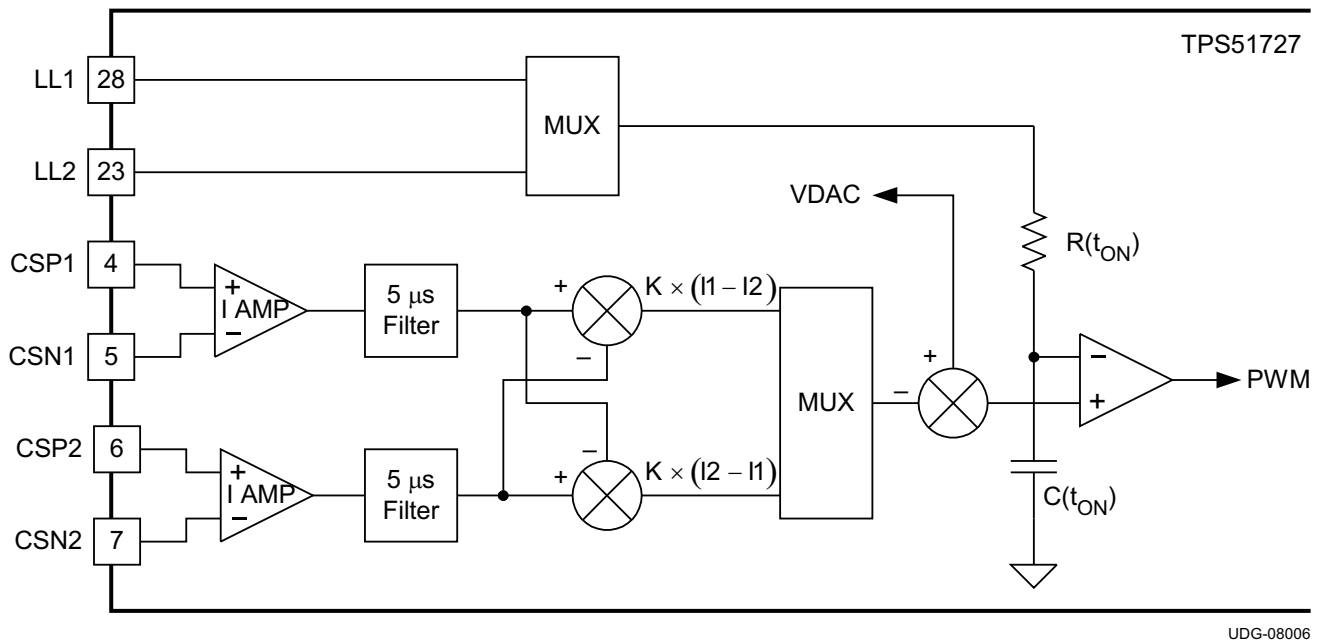 TPS51727
LL1
28
MUX
LL2
23
VDAC
R(tON)
CSP1
4
+
I AMP
–
5 µs
Filter
+
–
K × (I1 – I2)
CSN1
5
MUX
+
–
–
+
PWM
CSP2
6
+
I AMP
–
5 µs
Filter
–
+
K × (I2 – I1)
C(tON)
CSN2
7
UDG-08006